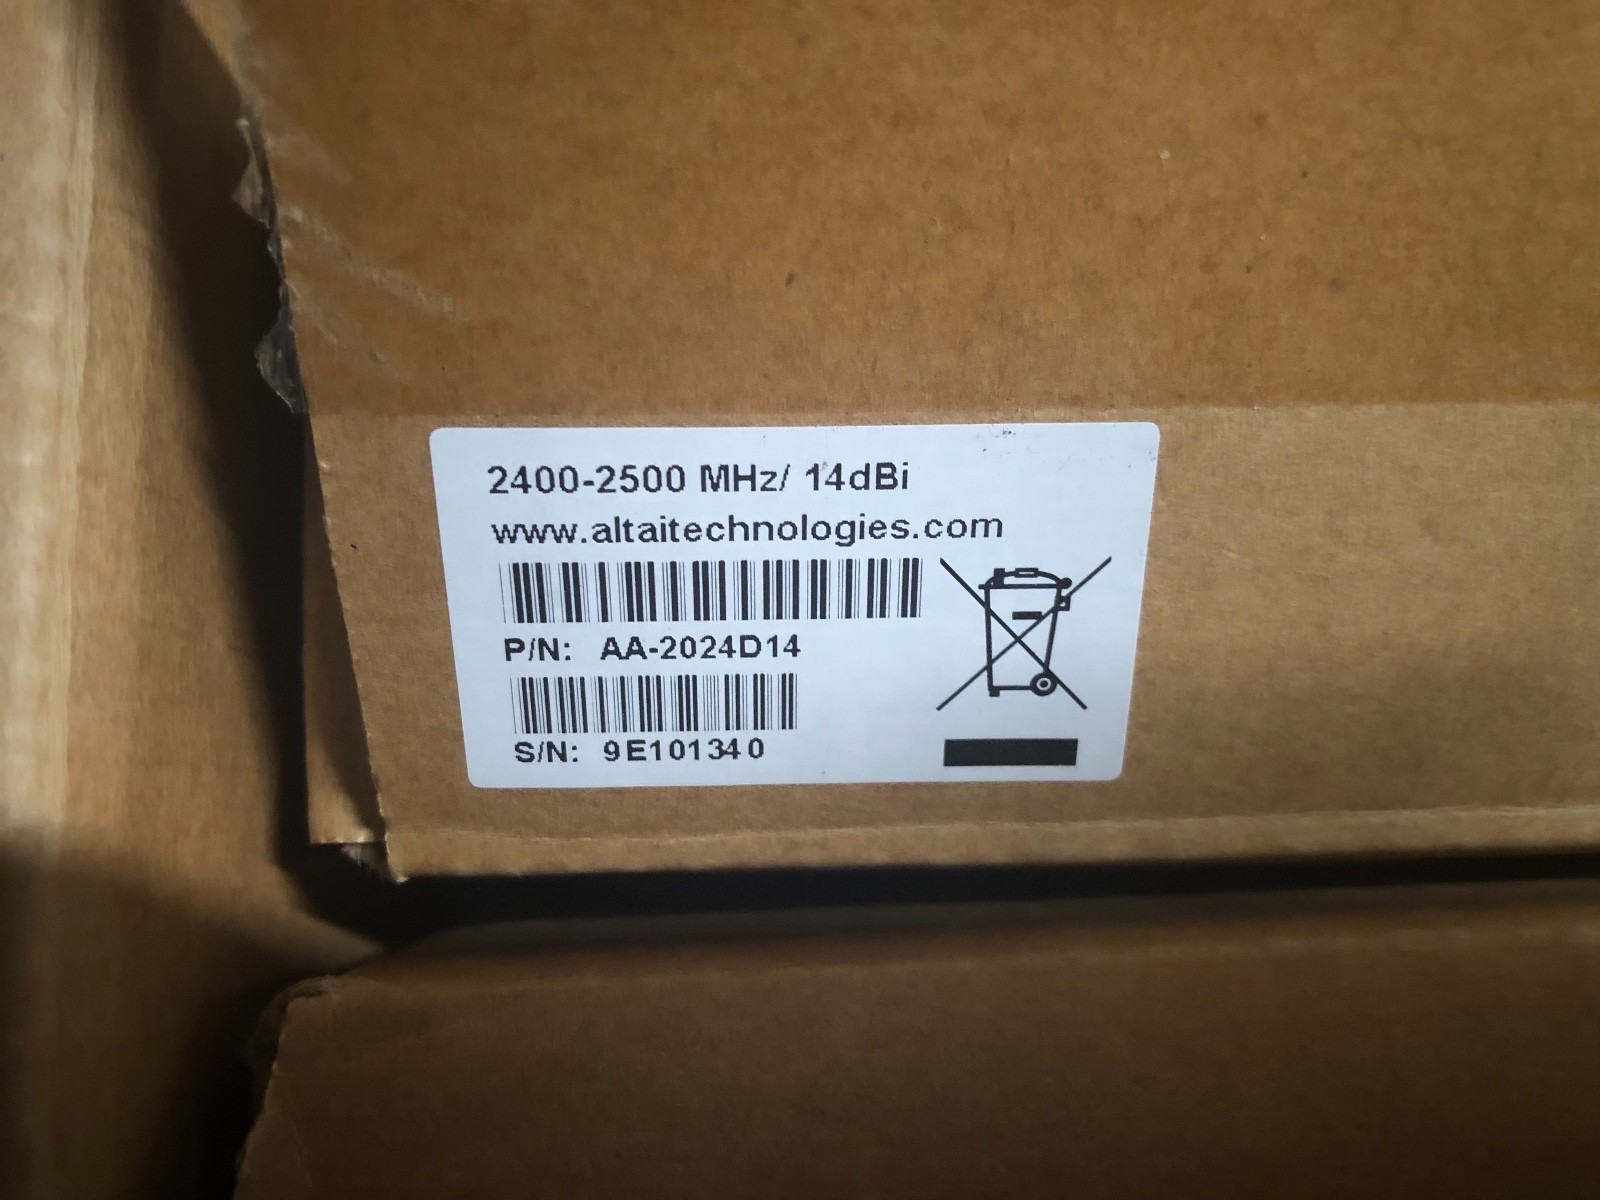 2400-2500 MHz/ 14dBi
www.altaitechnologies.com
P/N: AA-2024D14
S/N: 9E101340